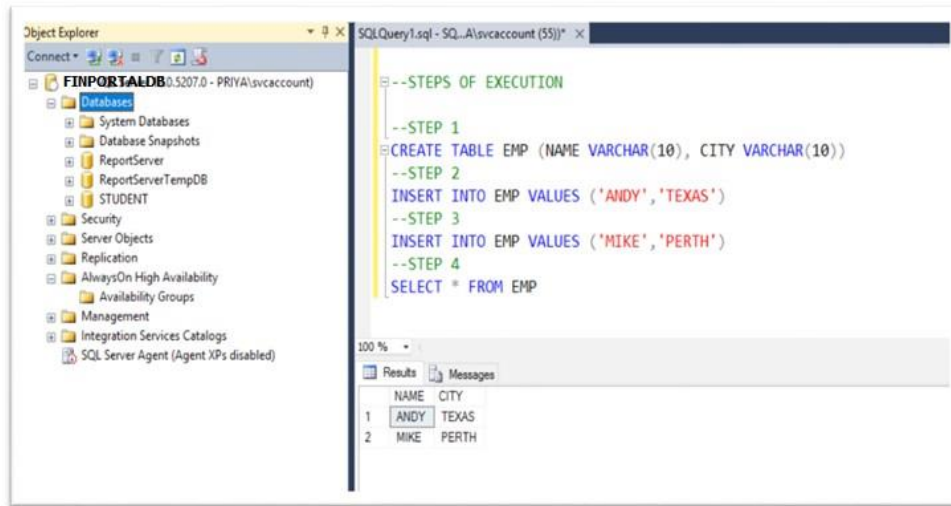 Object Explorer
Connect
FINPORTALDB 0.5207.0 - PRIYA\svcaccount)
Databases
System Databases
Database Snapshots
ReportServer
ReportServerTempDB
STUDENT
Security
Server Objects
Replication
AlwaysOn High Availability
Availability Groups
Management
Integration Services Catalogs
SQL Server Agent (Agent XPs disabled)
SQLQuery1.sql - SQ...A\svcaccount (55))*
--STEPS OF EXECUTION
--STEP 1
CREATE TABLE EMP (NAME VARCHAR(10), CITY VARCHAR(10))
--STEP 2
INSERT INTO EMP VALUES ('ANDY','TEXAS')
--STEP 3
INSERT INTO EMP VALUES ('MIKE','PERTH')
--STEP 4
SELECT * FROM EMP
100 %
Results Messages
NAME CITY
1 ANDY TEXAS
2 MIKE PERTH